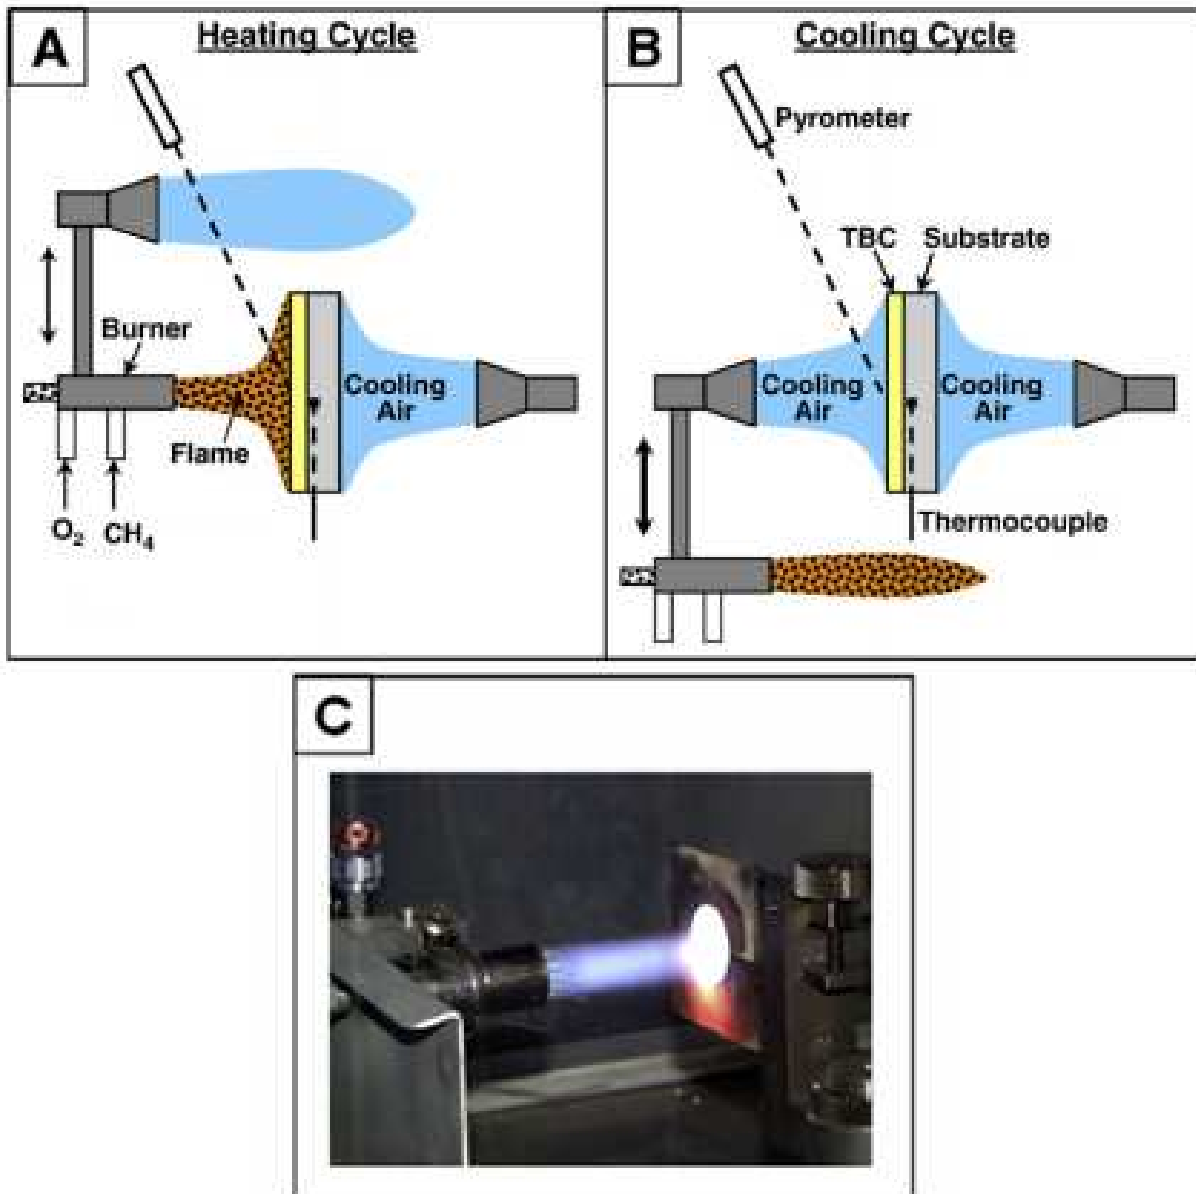 A
Heating Cycle
Burner
Flame
O₂
CH₄
Cooling
Air
B
Cooling Cycle
Pyrometer
TBC
Substrate
Cooling
Air
Cooling
Air
Thermocouple
C